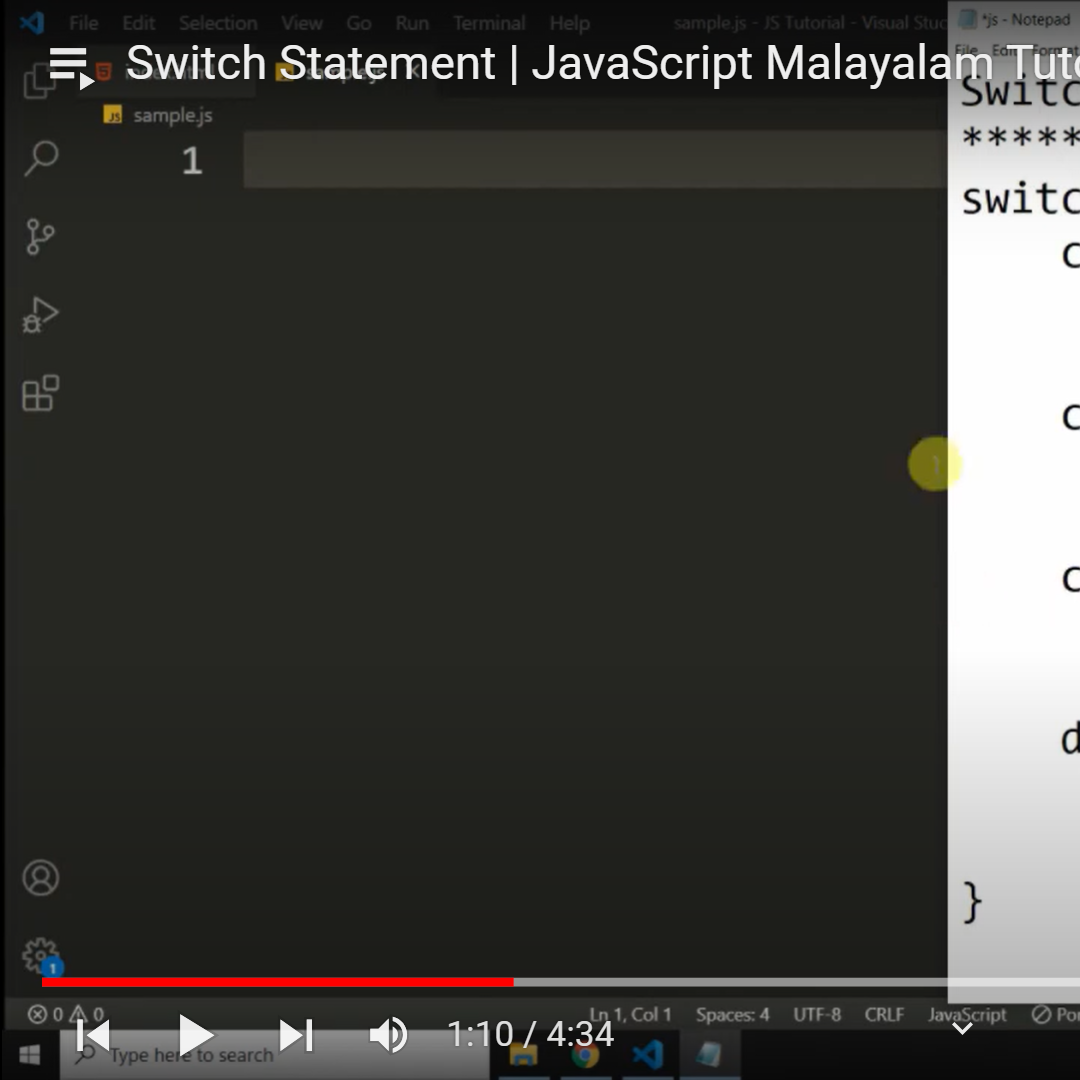 File Edit Selection View Go Run Terminal Help sample.js - JS Tutorial - Visual Stud
*js - Notepad
File Edit Format
Switch Statement | JavaScript Malayalam Tuto
sample.js
1
Switc
*****
switc
c
c
c
d
}
1
0 0 Ln 1, Col 1 Spaces: 4 UTF-8 CRLF JavaScript Por
1:10 / 4:34
Type here to search